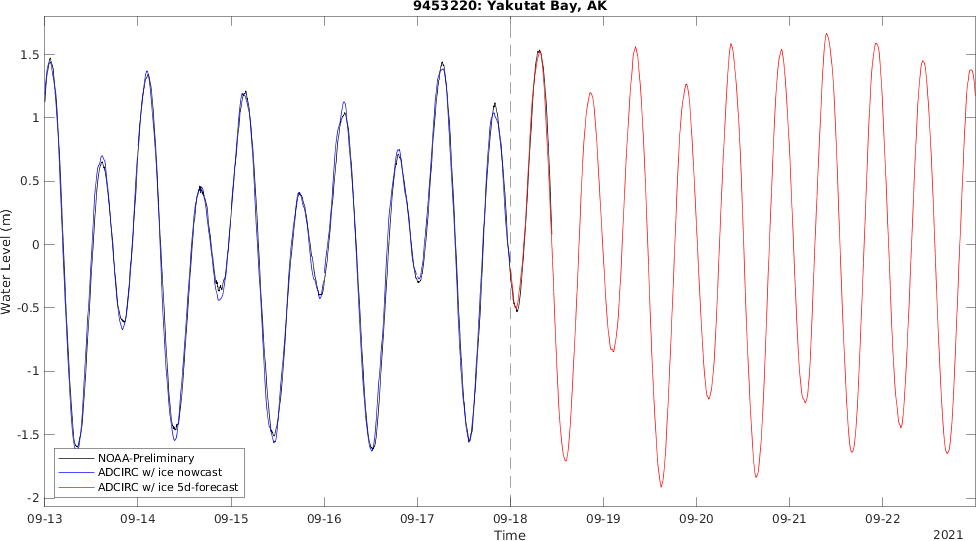 9453220: Yakutat Bay, AK
Water Level (m)
1.5
1
0.5
0
-0.5
-1
-1.5
-2
NOAA-Preliminary
ADCIRC w/ ice nowcast
ADCIRC w/ ice 5d-forecast
09-13 09-14 09-15 09-16 09-17 09-18 09-19 09-20 09-21 09-22
Time
2021